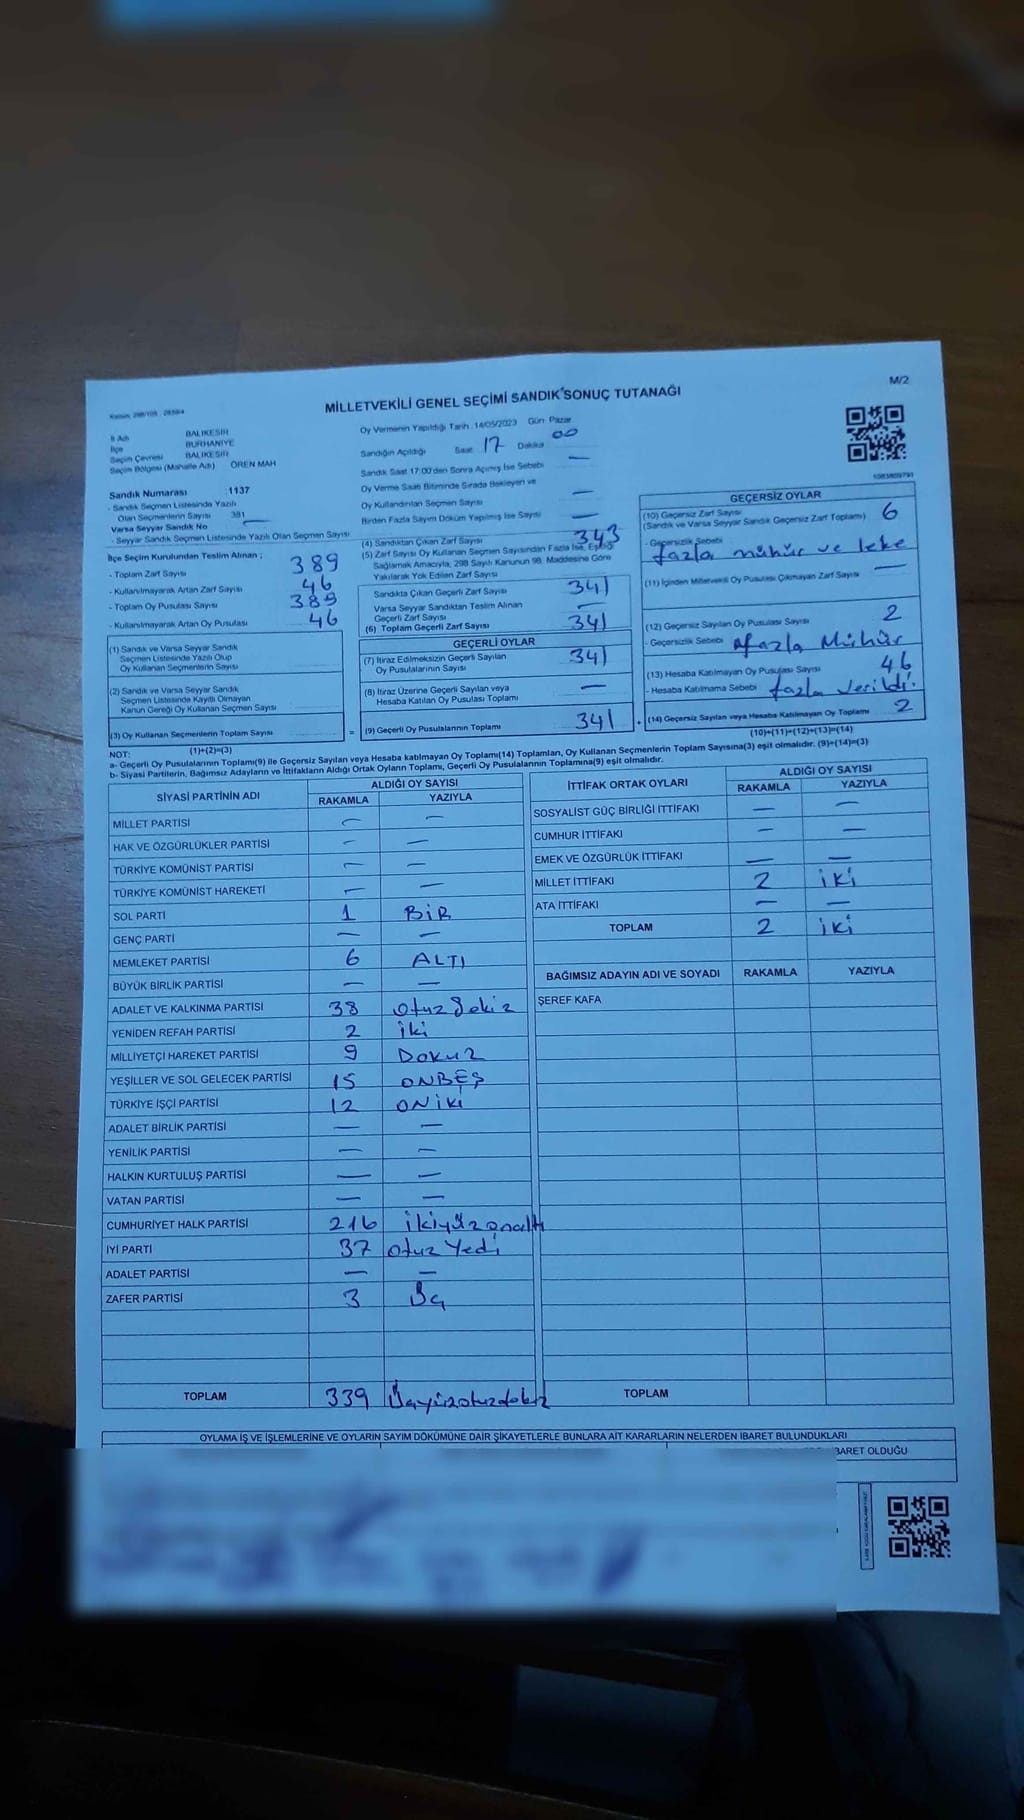 M/2
MİLLETVEKİLİ GENEL SEÇİMİ SANDIK SONUÇ TUTANAĞI
İl Adı BALIKESİR
İlçe BURHANİYE
Seçim Çevresi BALIKESİR
Seçim Bölgesi (Mahalle Adı) ÖREN MAH
Sandık Numarası :1137
- Sandık Seçmen Listesinde Yazılı
Olan Seçmenlerin Sayısı 381
Varsa Seyyar Sandık No
- Seyyar Sandık Seçmen Listesinde Yazılı Olan Seçmen Sayısı
İlçe Seçim Kurulundan Teslim Alınan ;
- Toplam Zarf Sayısı 389
- Kullanılmayarak Artan Zarf Sayısı 46
- Toplam Oy Pusulası Sayısı 389
- Kullanılmayarak Artan Oy Pusulası 46
(1) Sandık ve Varsa Seyyar Sandık
Seçmen Listesinde Yazılı Olup
Oy Kullanan Seçmenlerin Sayısı
(2) Sandık ve Varsa Seyyar Sandık
Seçmen Listesinde Kayıtlı Olmayan
Kanun Gereği Oy Kullanan Seçmen Sayısı
(3) Oy Kullanan Seçmenlerin Toplam Sayısı
(1)+(2)=(3)
Oy Vermenin Yapıldığı Tarih :14/05/2023 Gün: Pazar
Sandığın Açıldığı Saat 17 Dakika 00
Sandık Saat 17:00'den Sonra Açılmış İse Sebebi —
Oy Verme Saati Bitiminde Sırada Bekleyen ve
Oy Kullandırılan Seçmen Sayısı —
Birden Fazla Sayım Döküm Yapılmış İse Sayısı —
(4) Sandıktan Çıkan Zarf Sayısı 343
(5) Zarf Sayısı Oy Kullanan Seçmen Sayısından Fazla İse, Eşitliği
Sağlamak Amacıyla, 298 Sayılı Kanunun 98. Maddesine Göre
Yakılarak Yok Edilen Zarf Sayısı
Sandıkta Çıkan Geçerli Zarf Sayısı 341
Varsa Seyyar Sandıktan Teslim Alınan
Geçerli Zarf Sayısı —
(6) Toplam Geçerli Zarf Sayısı 341
GEÇERLİ OYLAR
(7) İtiraz Edilmeksizin Geçerli Sayılan
Oy Pusulalarının Sayısı 341
(8) İtiraz Üzerine Geçerli Sayılan veya
Hesaba Katılan Oy Pusulası Toplamı —
= (9) Geçerli Oy Pusulalarının Toplamı 341
1083809791
GEÇERSİZ OYLAR
(10) Geçersiz Zarf Sayısı 6
(Sandık ve Varsa Seyyar Sandık Geçersiz Zarf Toplamı)
- Geçersizlik Sebebi
fazla mühür ve leke
(11) İçinden Milletvekili Oy Pusulası Çıkmayan Zarf Sayısı —
(12) Geçersiz Sayılan Oy Pusulası Sayısı 2
- Geçersizlik Sebebi fazla Mühür
(13) Hesaba Katılmayan Oy Pusulası Sayısı 46
- Hesaba Katılmama Sebebi fazla verildi.
(14) Geçersiz Sayılan veya Hesaba Katılmayan Oy Toplamı 2
(10)+(11)+(12)+(13)=(14)
NOT:
a- Geçerli Oy Pusulalarının Toplamı(9) ile Geçersiz Sayılan veya Hesaba katılmayan Oy Toplamı(14) Toplamları, Oy Kullanan Seçmenlerin Toplam Sayısına(3) eşit olmalıdır. (9)+(14)=(3)
b- Siyasi Partilerin, Bağımsız Adayların ve İttifakların Aldığı Ortak Oyların Toplamı, Geçerli Oy Pusulasının Toplamına(9) eşit olmalıdır.
SİYASİ PARTİNİN ADI ALDIĞI OY SAYISI
RAKAMLA YAZIYLA
MİLLET PARTİSİ — —
HAK VE ÖZGÜRLÜKLER PARTİSİ — —
TÜRKİYE KOMÜNİST PARTİSİ — —
TÜRKİYE KOMÜNİST HAREKETİ — —
SOL PARTİ 1 BİR
GENÇ PARTİ — —
MEMLEKET PARTİSİ 6 ALTI
BÜYÜK BİRLİK PARTİSİ — —
ADALET VE KALKINMA PARTİSİ 38 otuz Sekiz
YENİDEN REFAH PARTİSİ 2 iki
MİLLİYETÇİ HAREKET PARTİSİ 9 DOKUZ
YEŞİLLER VE SOL GELECEK PARTİSİ 15 ONBEŞ
TÜRKİYE İŞÇİ PARTİSİ 12 ONİKİ
ADALET BİRLİK PARTİSİ — —
YENİLİK PARTİSİ — —
HALKIN KURTULUŞ PARTİSİ — —
VATAN PARTİSİ — —
CUMHURİYET HALK PARTİSİ 216 ikiyüzonaltı
İYİ PARTİ 37 otuz Yedi
ADALET PARTİSİ — —
ZAFER PARTİSİ 3 Üç
TOPLAM 339 Üçyüzotuzdokuz
İTTİFAK ORTAK OYLARI ALDIĞI OY SAYISI
RAKAMLA YAZIYLA
SOSYALİST GÜÇ BİRLİĞİ İTTİFAKI — —
CUMHUR İTTİFAKI — —
EMEK VE ÖZGÜRLÜK İTTİFAKI — —
MİLLET İTTİFAKI 2 iki
ATA İTTİFAKI — —
TOPLAM 2 iki
BAĞIMSIZ ADAYIN ADI VE SOYADI RAKAMLA YAZIYLA
ŞEREF KAFA
TOPLAM
OYLAMA İŞ VE İŞLEMLERİNE VE OYLARIN SAYIM DÖKÜMÜNE DAİR ŞİKAYETLERLE BUNLARA AİT KARARLARIN NELERDEN İBARET BULUNDUKLARI
İBARET OLDUĞU